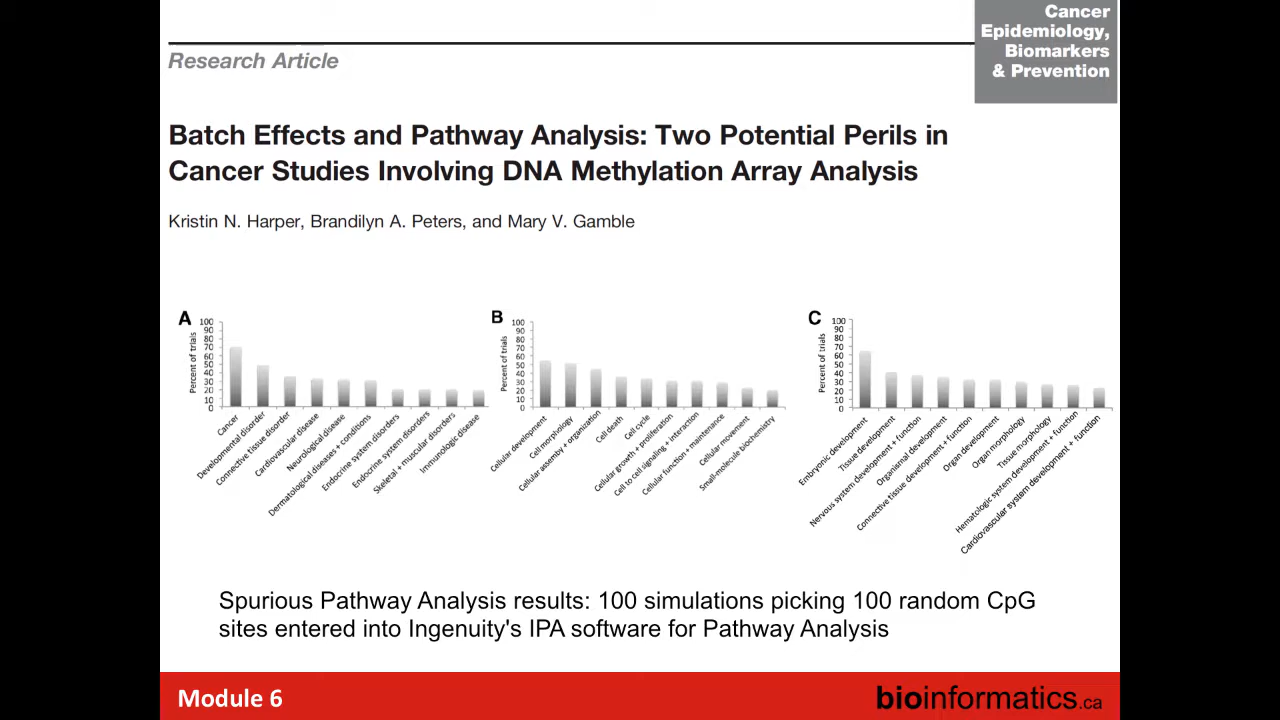 Cancer
Epidemiology,
Biomarkers
& Prevention
Research Article
Batch Effects and Pathway Analysis: Two Potential Perils in
Cancer Studies Involving DNA Methylation Array Analysis
Kristin N. Harper, Brandilyn A. Peters, and Mary V. Gamble
A
Percent of trials
100
90
80
70
60
50
40
30
20
10
0
Cancer
Developmental disorder
Connective tissue disorder
Cardiovascular disease
Neurological disease
Dermatological diseases + conditions
Endocrine system disorders
Endocrine system disorders
Skeletal + muscular disorders
Immunologic disease
B
Percent of trials
100
90
80
70
60
50
40
30
20
10
0
Cellular development
Cell morphology
Cellular assembly + organization
Cell death
Cell cycle
Cellular growth + proliferation
Cell to cell signaling + interaction
Cellular function + maintenance
Cellular movement
Small-molecule biochemistry
C
Percent of trials
100
90
80
70
60
50
40
30
20
10
0
Embryonic development
Tissue development
Nervous system development + function
Organismal development
Connective tissue development + function
Organ development
Organ morphology
Tissue morphology
Hematologic system development + function
Cardiovascular system development + function
Spurious Pathway Analysis results: 100 simulations picking 100 random CpG
sites entered into Ingenuity's IPA software for Pathway Analysis
Module 6
bioinformatics.ca